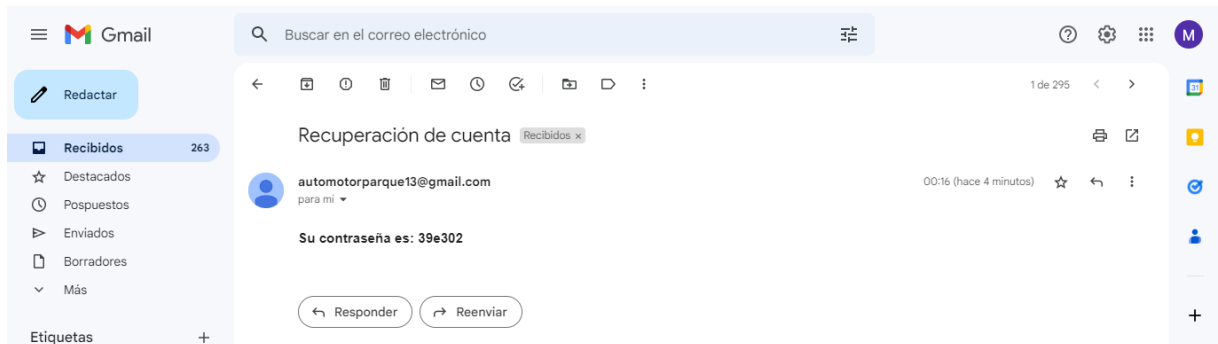 Gmail
Buscar en el correo electrónico
M
Redactar
1 de 295
31
Recuperación de cuenta Recibidos x
Recibidos 263
Destacados
automotorparque13@gmail.com 00:16 (hace 4 minutos)
para mí
Pospuestos
Enviados
Su contraseña es: 39e302
Borradores
Más
Responder Reenviar
Etiquetas +